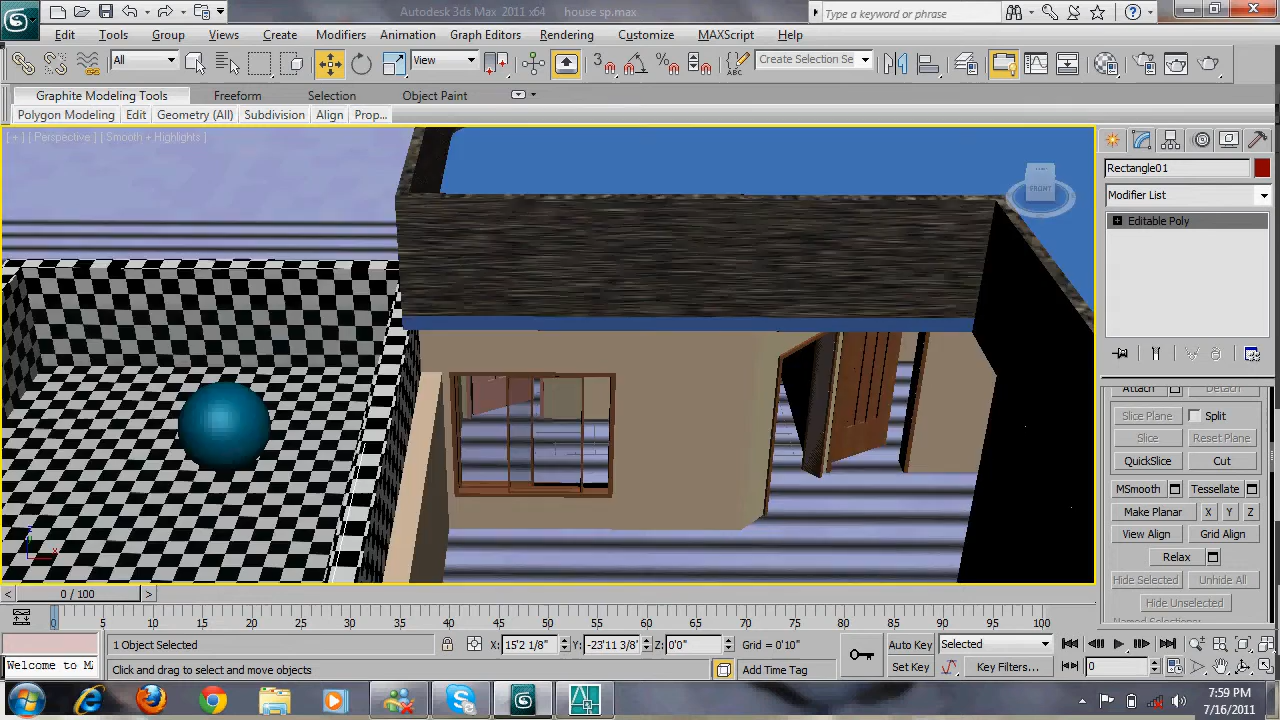 Autodesk 3ds Max 2011 x64 house sp.max
Type a keyword or phrase
Edit Tools Group Views Create Modifiers Animation Graph Editors Rendering Customize MAXScript Help
All View Create Selection Se
Graphite Modeling Tools Freeform Selection Object Paint
Polygon Modeling Edit Geometry (All) Subdivision Align Prop...
[ + ] [ Perspective ] [ Smooth + Highlights ]
FRONT
Rectangle01
Modifier List
Editable Poly
Attach Detach
Slice Plane Split
Slice Reset Plane
QuickSlice Cut
MSmooth Tessellate
Make Planar X Y Z
View Align Grid Align
Relax
Hide Selected Unhide All
Hide Unselected
Named Selections:
z
x
< 0 / 100 >
0 5 10 15 20 25 30 35 40 45 50 55 60 65 70 75 80 85 90 95 100
1 Object Selected X: 15'2 1/8" Y: -23'11 3/8" Z: 0'0" Grid = 0'10" Auto Key Selected
Welcome to M Click and drag to select and move objects Add Time Tag Set Key Key Filters... 0
7:59 PM
7/16/2011